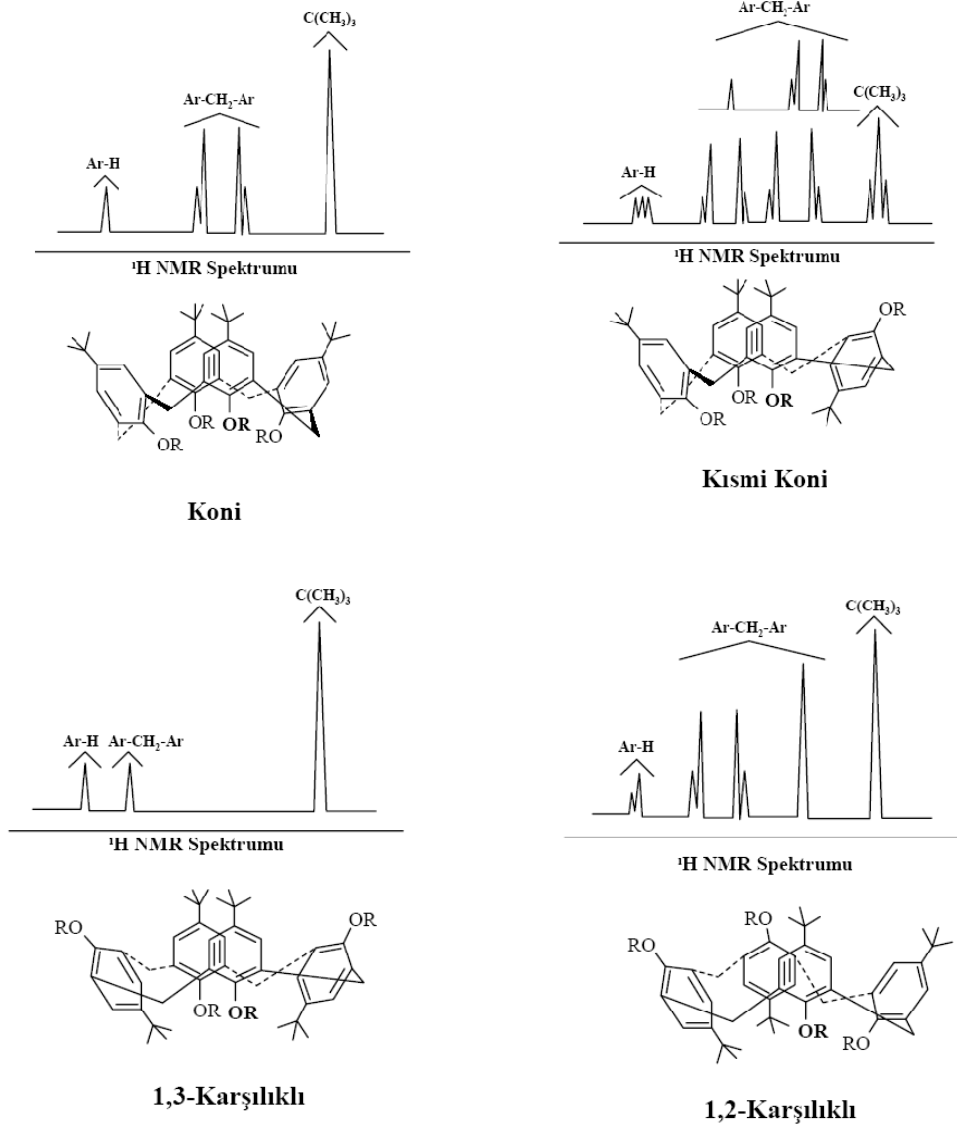 C(CH₃)₃
Ar-CH₂-Ar
Ar-H
¹H NMR Spektrumu
OR
OR
OR
RO
Koni
Ar-CH₂-Ar
C(CH₃)₃
Ar-H
¹H NMR Spektrumu
OR
OR
OR
OR
Kısmi Koni
C(CH₃)₃
Ar-H
Ar-CH₂-Ar
¹H NMR Spektrumu
RO
OR
OR
OR
1,3-Karşılıklı
C(CH₃)₃
Ar-CH₂-Ar
Ar-H
¹H NMR Spektrumu
RO
RO
OR
RO
1,2-Karşılıklı